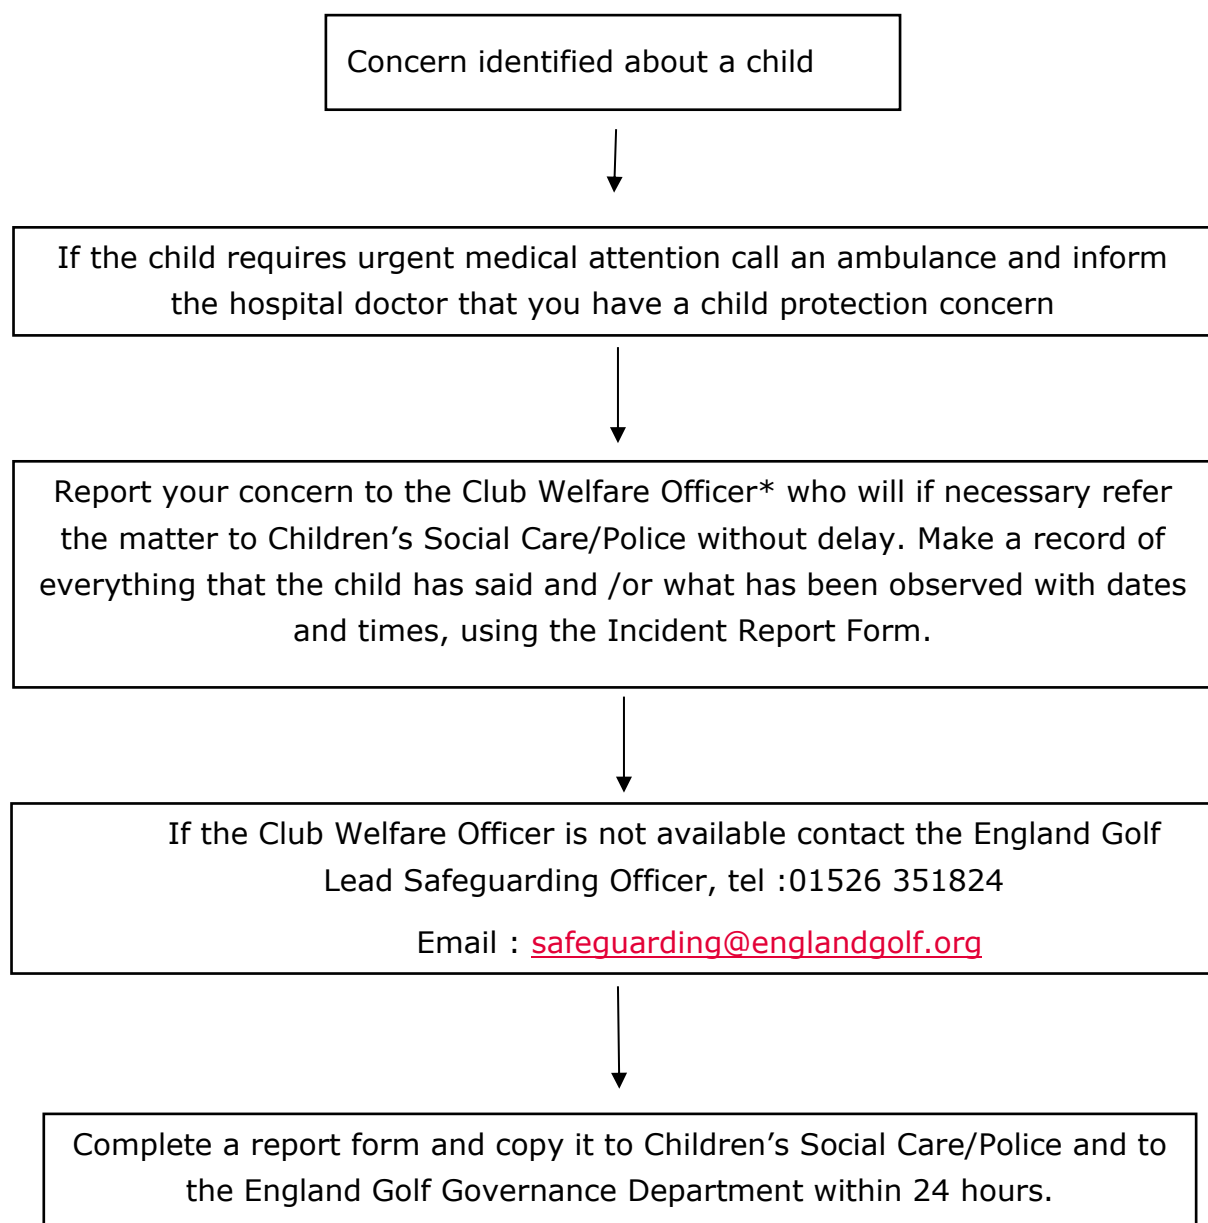 Concern identified about a child
If the child requires urgent medical attention call an ambulance and inform
the hospital doctor that you have a child protection concern
Report your concern to the Club Welfare Officer* who will if necessary refer
the matter to Children’s Social Care/Police without delay. Make a record of
everything that the child has said and /or what has been observed with dates
and times, using the Incident Report Form.
If the Club Welfare Officer is not available contact the England Golf
Lead Safeguarding Officer, tel :01526 351824
Email : safeguarding@englandgolf.org
Complete a report form and copy it to Children’s Social Care/Police and to
the England Golf Governance Department within 24 hours.